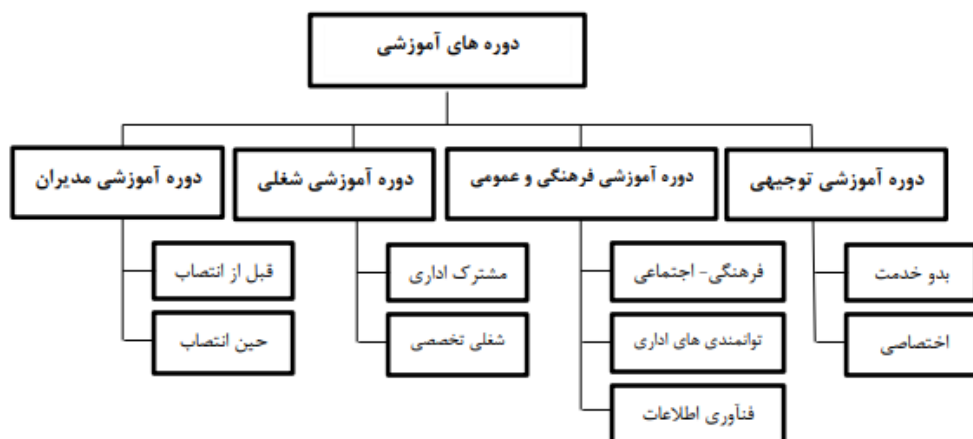 دوره های آموزشی
دوره آموزشی توجیهی
بدو خدمت
اختصاصی
دوره آموزشی فرهنگی و عمومی
فرهنگی- اجتماعی
توانمندی های اداری
فنآوری اطلاعات
دوره آموزشی شغلی
مشترک اداری
شغلی تخصصی
دوره آموزشی مدیران
قبل از انتصاب
حین انتصاب